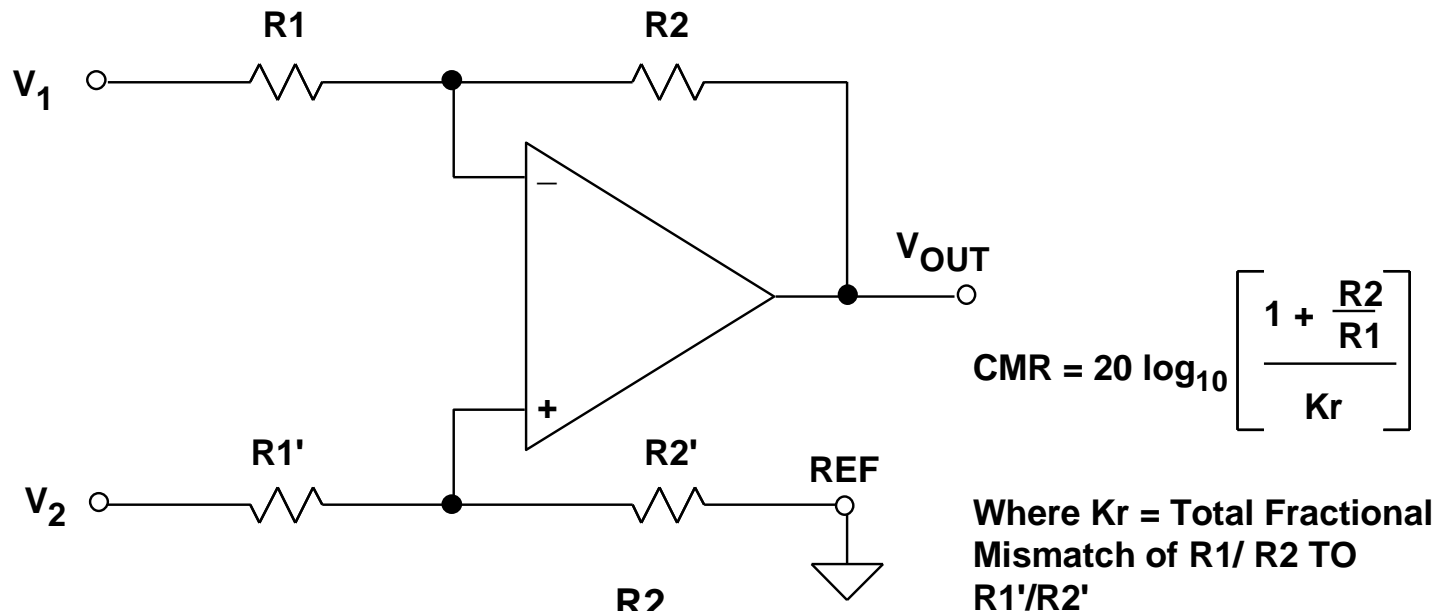 R1
R2
V1
–
VOUT
+
R1'
R2'
V2
REF
R2
CMR = 20 log10 [ 1 + R2/R1 / Kr ]
Where Kr = Total Fractional
Mismatch of R1/ R2 TO
R1'/R2'